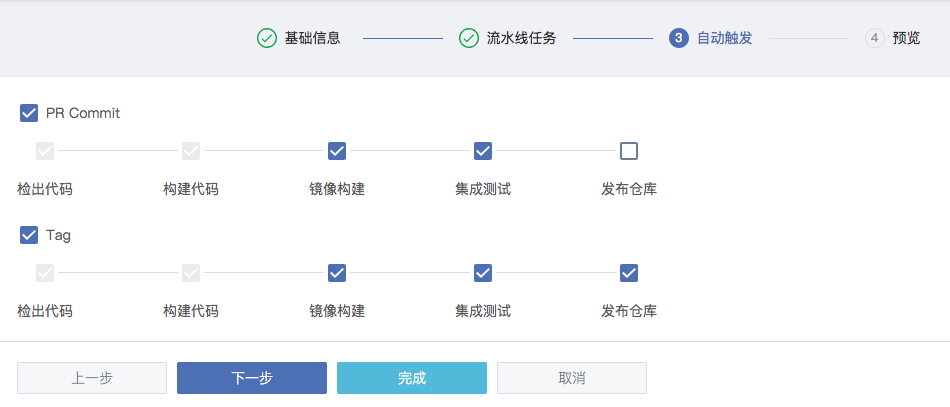 基础信息 流水线任务 3 自动触发 4 预览
PR Commit
检出代码 构建代码 镜像构建 集成测试 发布仓库
Tag
检出代码 构建代码 镜像构建 集成测试 发布仓库
上一步 下一步 完成 取消